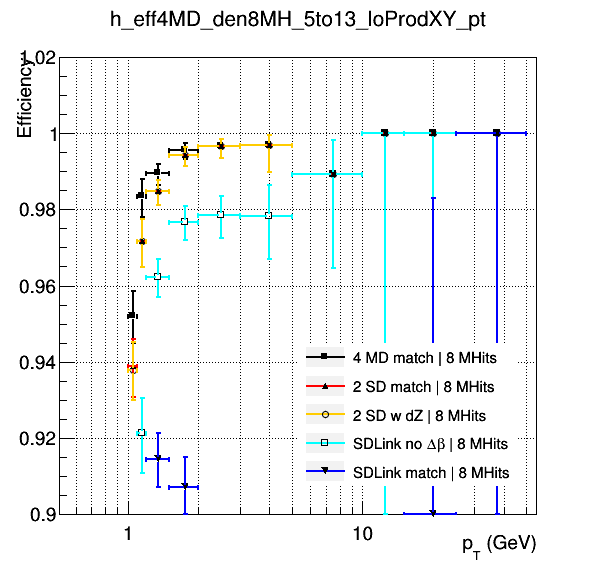 h_eff4MD_den8MH_5to13_loProdXY_pt
Efficiency
1.02
1
0.98
0.96
0.94
0.92
0.9
4 MD match | 8 MHits
2 SD match | 8 MHits
2 SD w dZ | 8 MHits
SDLink no Δβ | 8 MHits
SDLink match | 8 MHits
1 10
p_T (GeV)